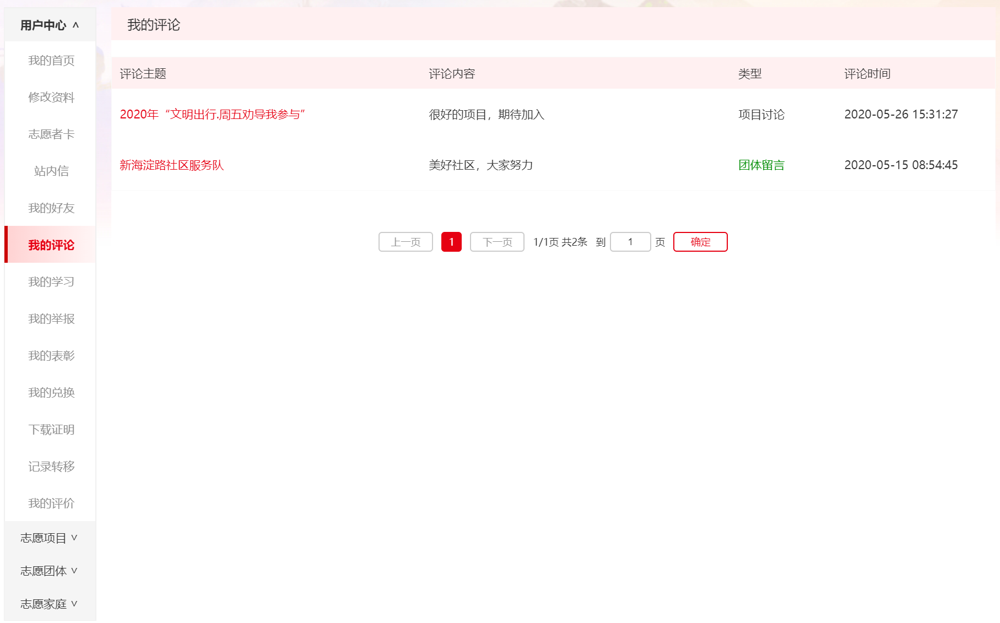 用户中心 ∧
我的首页
修改资料
志愿者卡
站内信
我的好友
我的评论
我的学习
我的举报
我的表彰
我的兑换
下载证明
记录转移
我的评价
志愿项目 ∨
志愿团体 ∨
志愿家庭 ∨
我的评论
评论主题 评论内容 类型 评论时间
2020年“文明出行.周五劝导我参与” 很好的项目，期待加入 项目讨论 2020-05-26 15:31:27
新海淀路社区服务队 美好社区，大家努力 团体留言 2020-05-15 08:54:45
上一页 1 下一页 1/1页 共2条 到 1 页 确定